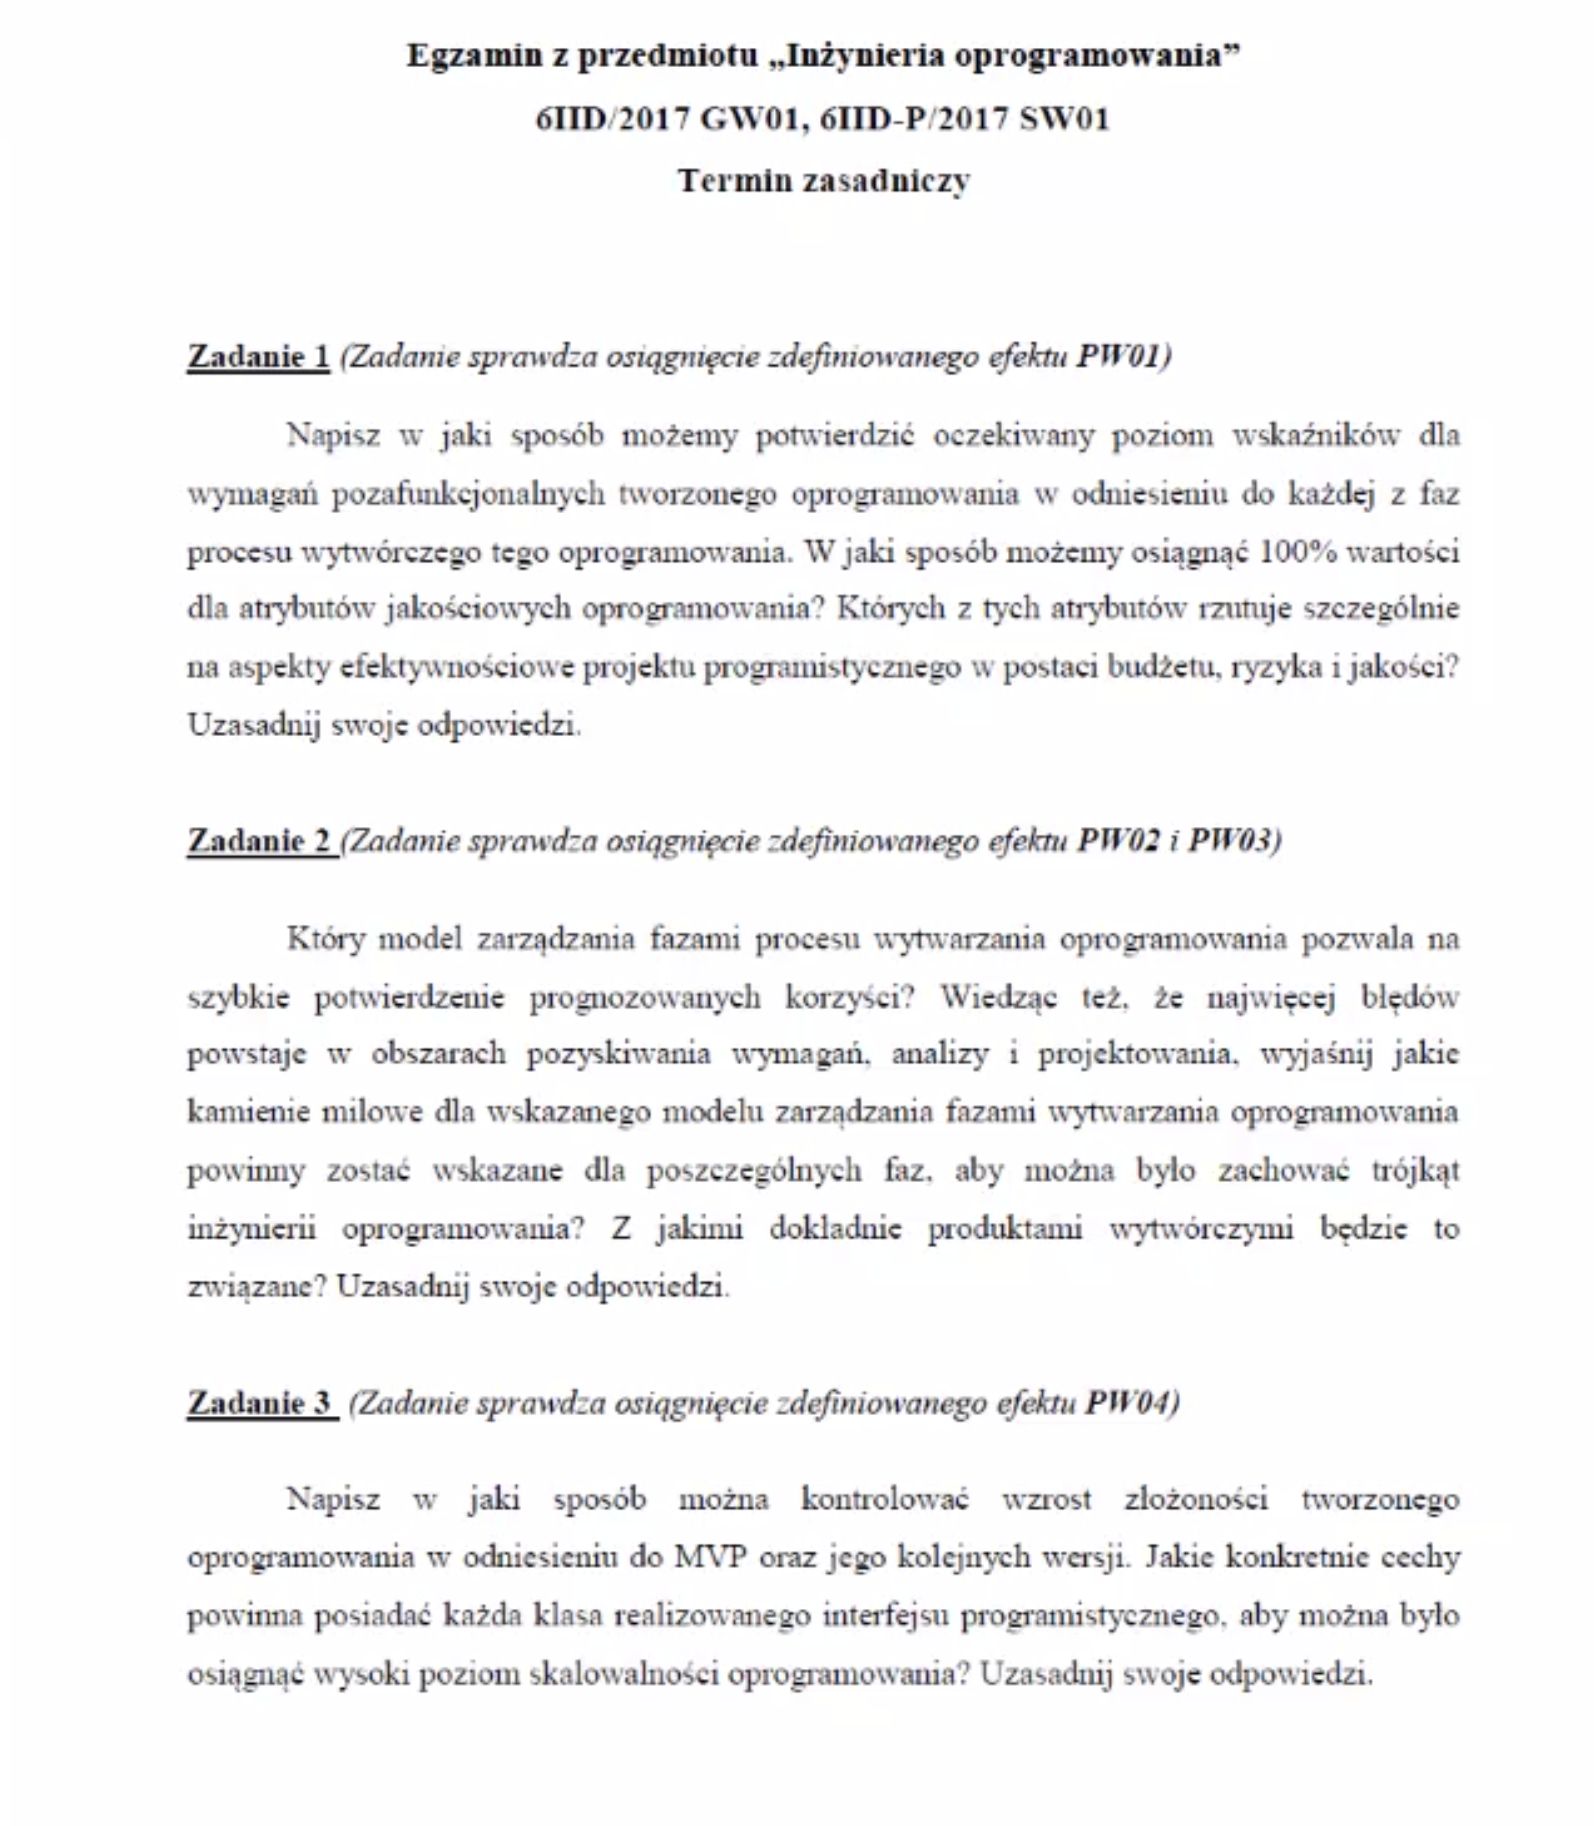 Egzamin z przedmiotu „Inżynieria oprogramowania”
6IID/2017 GW01, 6IID-P/2017 SW01
Termin zasadniczy
Zadanie 1 (Zadanie sprawdza osiągnięcie zdefiniowanego efektu PW01)
Napisz w jaki sposób możemy potwierdzić oczekiwany poziom wskaźników dla
wymagań pozafunkcjonalnych tworzonego oprogramowania w odniesieniu do każdej z faz
procesu wytwórczego tego oprogramowania. W jaki sposób możemy osiągnąć 100% wartości
dla atrybutów jakościowych oprogramowania? Których z tych atrybutów rzutuje szczególnie
na aspekty efektywnościowe projektu programistycznego w postaci budżetu, ryzyka i jakości?
Uzasadnij swoje odpowiedzi.
Zadanie 2 (Zadanie sprawdza osiągnięcie zdefiniowanego efektu PW02 i PW03)
Który model zarządzania fazami procesu wytwarzania oprogramowania pozwala na
szybkie potwierdzenie prognozowanych korzyści? Wiedząc też, że najwięcej błędów
powstaje w obszarach pozyskiwania wymagań, analizy i projektowania, wyjaśnij jakie
kamienie milowe dla wskazanego modelu zarządzania fazami wytwarzania oprogramowania
powinny zostać wskazane dla poszczególnych faz, aby można było zachować trójkąt
inżynierii oprogramowania? Z jakimi dokładnie produktami wytwórczymi będzie to
związane? Uzasadnij swoje odpowiedzi.
Zadanie 3 (Zadanie sprawdza osiągnięcie zdefiniowanego efektu PW04)
Napisz w jaki sposób można kontrolować wzrost złożoności tworzonego
oprogramowania w odniesieniu do MVP oraz jego kolejnych wersji. Jakie konkretnie cechy
powinna posiadać każda klasa realizowanego interfejsu programistycznego, aby można było
osiągnąć wysoki poziom skalowalności oprogramowania? Uzasadnij swoje odpowiedzi.